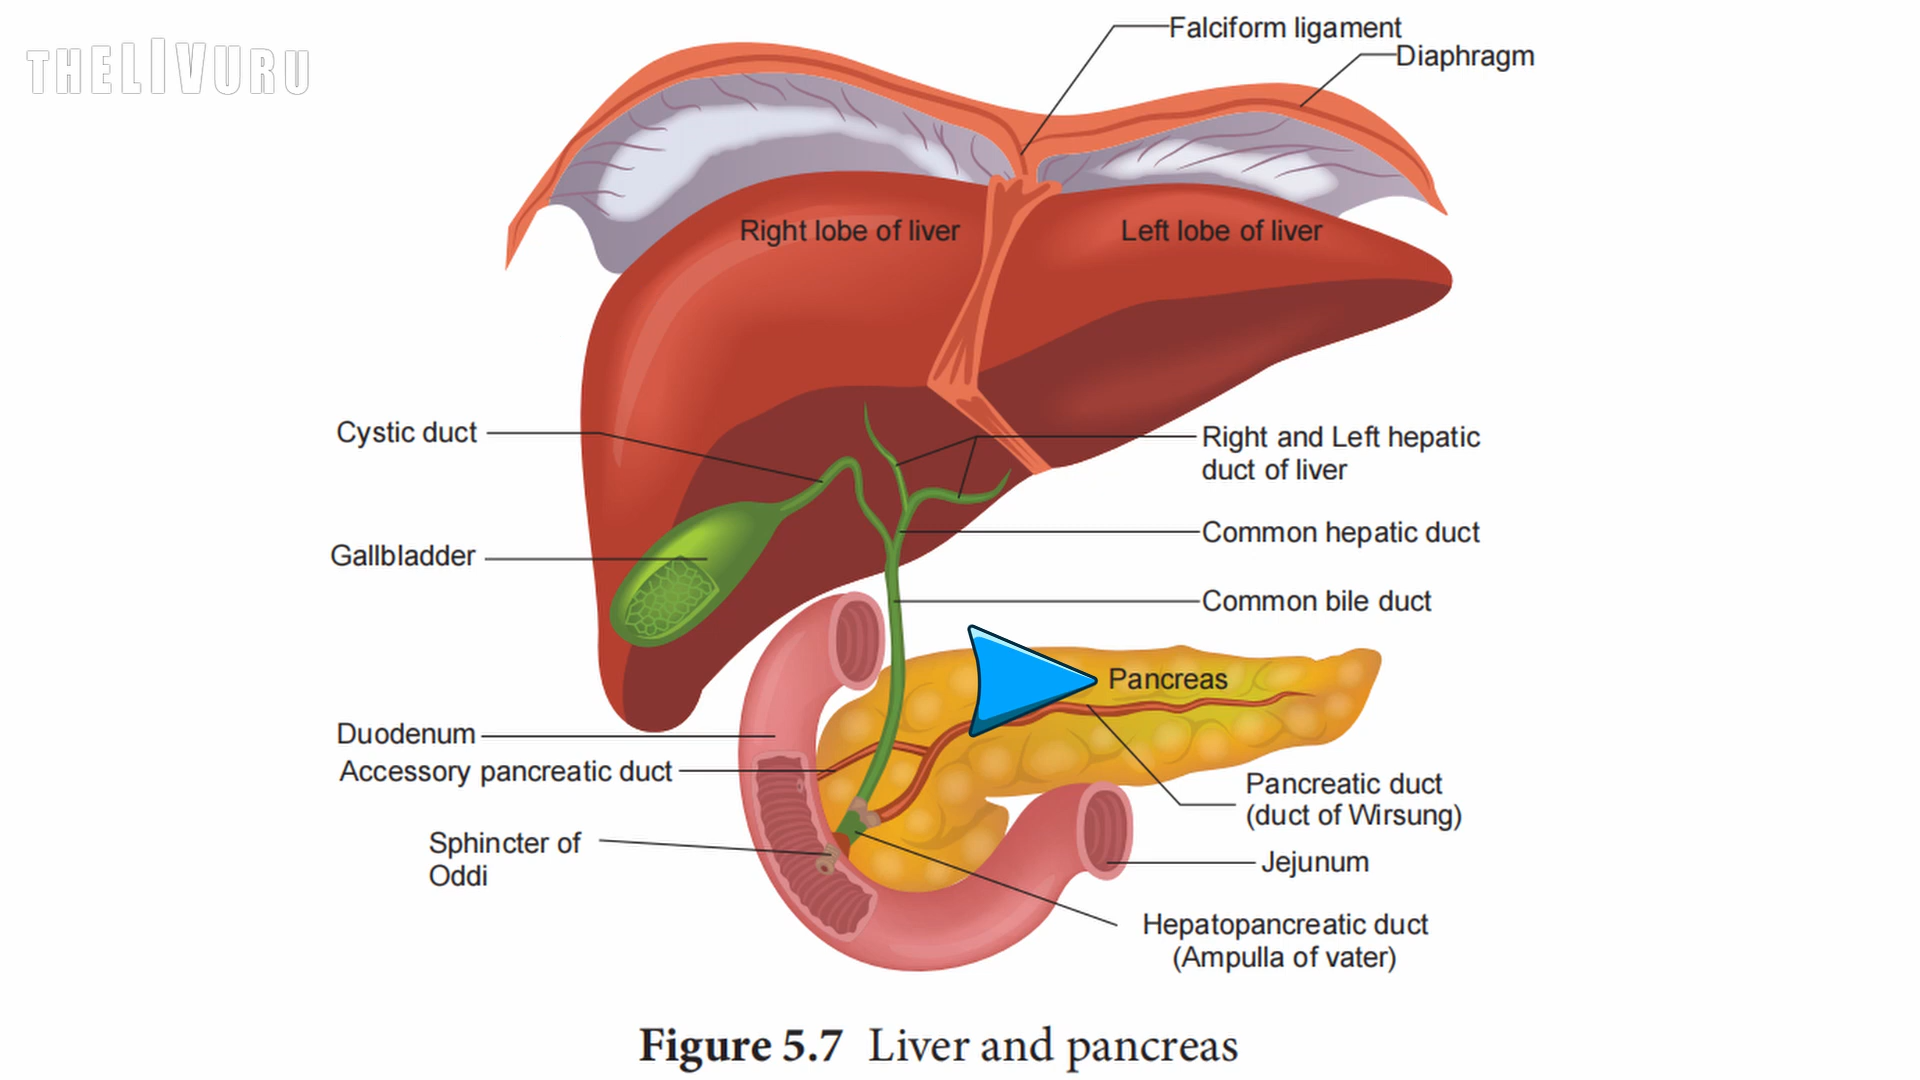 THELIVURU
Falciform ligament
Diaphragm
Right lobe of liver
Left lobe of liver
Cystic duct
Right and Left hepatic
duct of liver
Common hepatic duct
Gallbladder
Common bile duct
Pancreas
Duodenum
Accessory pancreatic duct
Pancreatic duct
(duct of Wirsung)
Sphincter of
Oddi
Jejunum
Hepatopancreatic duct
(Ampulla of vater)
Figure 5.7 Liver and pancreas